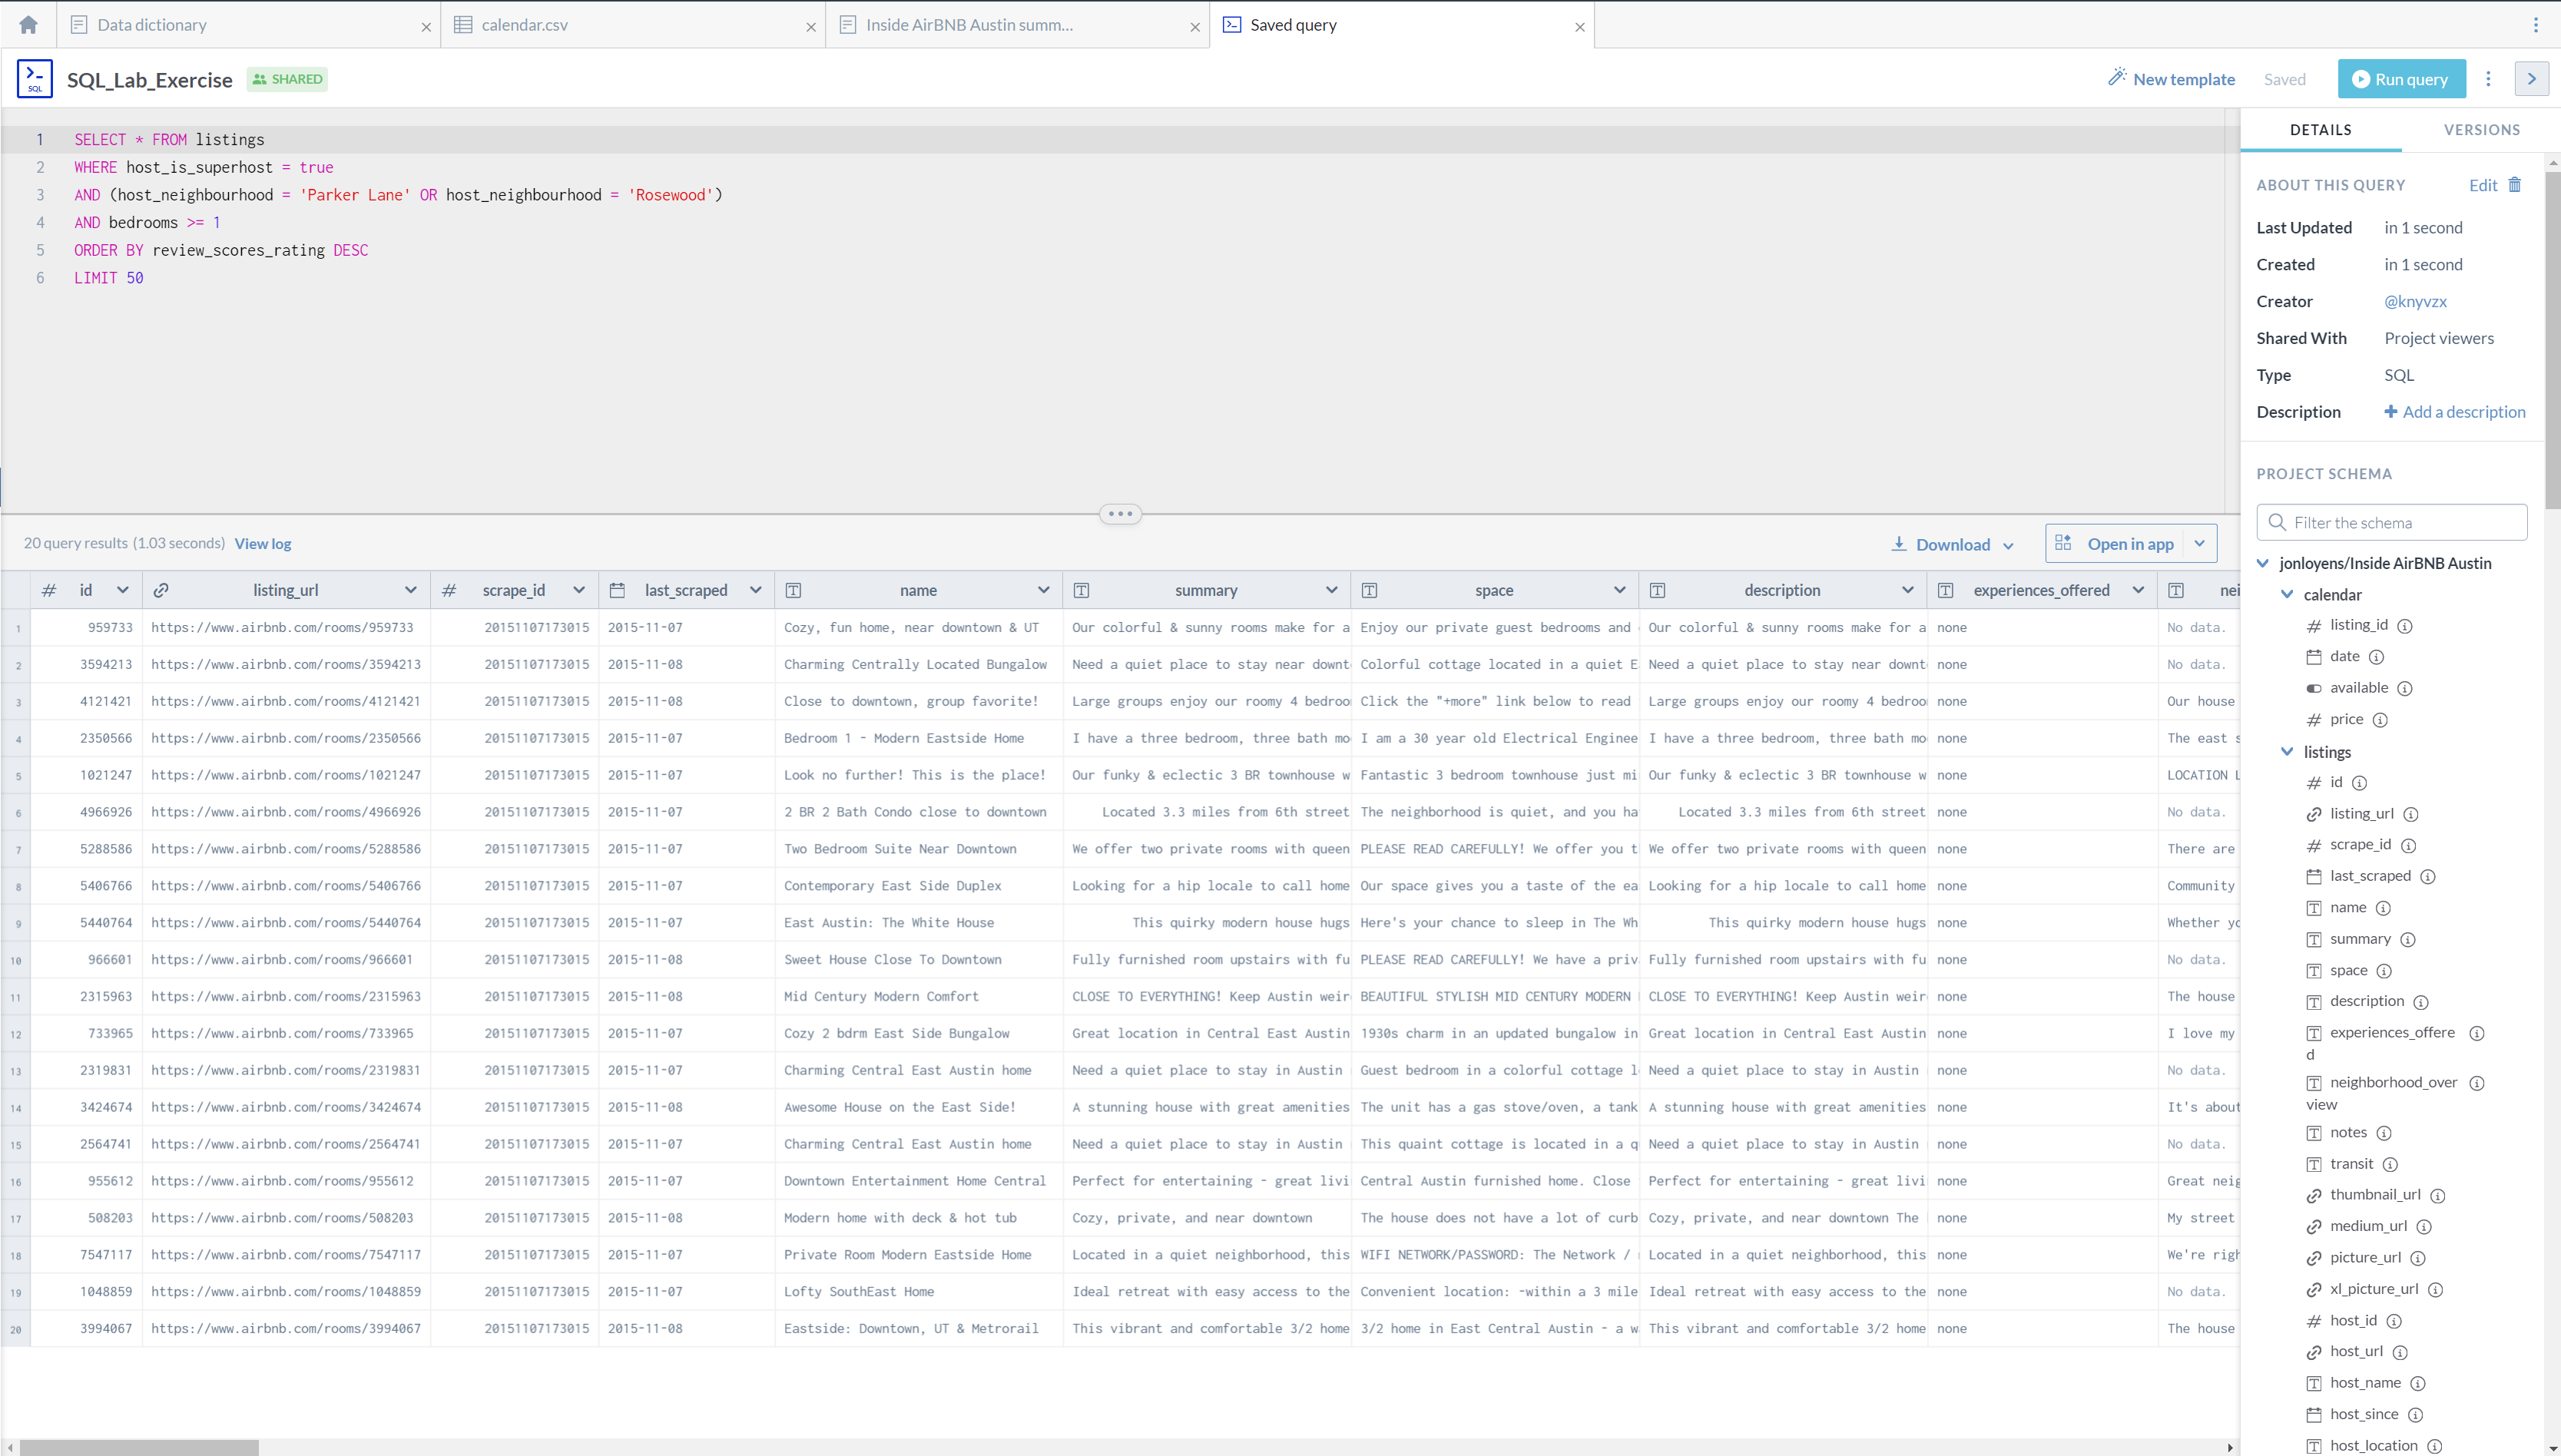 Data dictionary
calendar.csv
Inside AirBNB Austin summ...
Saved query
SQL
SQL_Lab_Exercise
SHARED
New template
Saved
Run query
1 SELECT * FROM listings
2 WHERE host_is_superhost = true
3 AND (host_neighbourhood = 'Parker Lane' OR host_neighbourhood = 'Rosewood')
4 AND bedrooms >= 1
5 ORDER BY review_scores_rating DESC
6 LIMIT 50
20 query results (1.03 seconds) View log
Download
Open in app
# id listing_url # scrape_id last_scraped T name T summary T space T description T experiences_offered T nei
1 959733 https://www.airbnb.com/rooms/959733 20151107173015 2015-11-07 Cozy, fun home, near downtown & UT Our colorful & sunny rooms make for a Enjoy our private guest bedrooms and Our colorful & sunny rooms make for a none No data.
2 3594213 https://www.airbnb.com/rooms/3594213 20151107173015 2015-11-08 Charming Centrally Located Bungalow Need a quiet place to stay near downt Colorful cottage located in a quiet E Need a quiet place to stay near downt none No data.
3 4121421 https://www.airbnb.com/rooms/4121421 20151107173015 2015-11-08 Close to downtown, group favorite! Large groups enjoy our roomy 4 bedroo Click the "+more" link below to read Large groups enjoy our roomy 4 bedroo none Our house
4 2350566 https://www.airbnb.com/rooms/2350566 20151107173015 2015-11-07 Bedroom 1 - Modern Eastside Home I have a three bedroom, three bath mo I am a 30 year old Electrical Enginee I have a three bedroom, three bath mo none The east s
5 1021247 https://www.airbnb.com/rooms/1021247 20151107173015 2015-11-07 Look no further! This is the place! Our funky & eclectic 3 BR townhouse w Fantastic 3 bedroom townhouse just mi Our funky & eclectic 3 BR townhouse w none LOCATION L
6 4966926 https://www.airbnb.com/rooms/4966926 20151107173015 2015-11-07 2 BR 2 Bath Condo close to downtown Located 3.3 miles from 6th street The neighborhood is quiet, and you ha Located 3.3 miles from 6th street none No data.
7 5288586 https://www.airbnb.com/rooms/5288586 20151107173015 2015-11-07 Two Bedroom Suite Near Downtown We offer two private rooms with queen PLEASE READ CAREFULLY! We offer you t We offer two private rooms with queen none There are
8 5406766 https://www.airbnb.com/rooms/5406766 20151107173015 2015-11-07 Contemporary East Side Duplex Looking for a hip locale to call home Our space gives you a taste of the ea Looking for a hip locale to call home none Community
9 5440764 https://www.airbnb.com/rooms/5440764 20151107173015 2015-11-07 East Austin: The White House This quirky modern house hugs Here's your chance to sleep in The Wh This quirky modern house hugs none Whether yo
10 966601 https://www.airbnb.com/rooms/966601 20151107173015 2015-11-08 Sweet House Close To Downtown Fully furnished room upstairs with fu PLEASE READ CAREFULLY! We have a priv Fully furnished room upstairs with fu none No data.
11 2315963 https://www.airbnb.com/rooms/2315963 20151107173015 2015-11-08 Mid Century Modern Comfort CLOSE TO EVERYTHING! Keep Austin weir BEAUTIFUL STYLISH MID CENTURY MODERN CLOSE TO EVERYTHING! Keep Austin weir none The house
12 733965 https://www.airbnb.com/rooms/733965 20151107173015 2015-11-07 Cozy 2 bdrm East Side Bungalow Great location in Central East Austin 1930s charm in an updated bungalow in Great location in Central East Austin none I love my
13 2319831 https://www.airbnb.com/rooms/2319831 20151107173015 2015-11-07 Charming Central East Austin home Need a quiet place to stay in Austin Guest bedroom in a colorful cottage l Need a quiet place to stay in Austin none No data.
14 3424674 https://www.airbnb.com/rooms/3424674 20151107173015 2015-11-08 Awesome House on the East Side! A stunning house with great amenities The unit has a gas stove/oven, a tank A stunning house with great amenities none It's about
15 2564741 https://www.airbnb.com/rooms/2564741 20151107173015 2015-11-07 Charming Central East Austin home Need a quiet place to stay in Austin This quaint cottage is located in a q Need a quiet place to stay in Austin none No data.
16 955612 https://www.airbnb.com/rooms/955612 20151107173015 2015-11-07 Downtown Entertainment Home Central Perfect for entertaining - great livi Central Austin furnished home. Close Perfect for entertaining - great livi none Great neig
17 508203 https://www.airbnb.com/rooms/508203 20151107173015 2015-11-08 Modern home with deck & hot tub Cozy, private, and near downtown The house does not have a lot of curb Cozy, private, and near downtown The none My street
18 7547117 https://www.airbnb.com/rooms/7547117 20151107173015 2015-11-07 Private Room Modern Eastside Home Located in a quiet neighborhood, this WIFI NETWORK/PASSWORD: The Network / Located in a quiet neighborhood, this none We're righ
19 1048859 https://www.airbnb.com/rooms/1048859 20151107173015 2015-11-07 Lofty SouthEast Home Ideal retreat with easy access to the Convenient location: -within a 3 mile Ideal retreat with easy access to the none No data.
20 3994067 https://www.airbnb.com/rooms/3994067 20151107173015 2015-11-08 Eastside: Downtown, UT & Metrorail This vibrant and comfortable 3/2 home 3/2 home in East Central Austin - a w This vibrant and comfortable 3/2 home none The house
DETAILS VERSIONS
ABOUT THIS QUERY Edit
Last Updated in 1 second
Created in 1 second
Creator @knyvzx
Shared With Project viewers
Type SQL
Description + Add a description
PROJECT SCHEMA
Filter the schema
jonloyens/Inside AirBNB Austin
calendar
# listing_id
date
available
# price
listings
# id
listing_url
# scrape_id
last_scraped
T name
T summary
T space
T description
T experiences_offere
d
T neighborhood_over
view
T notes
T transit
thumbnail_url
medium_url
picture_url
xl_picture_url
# host_id
host_url
T host_name
host_since
T host_location